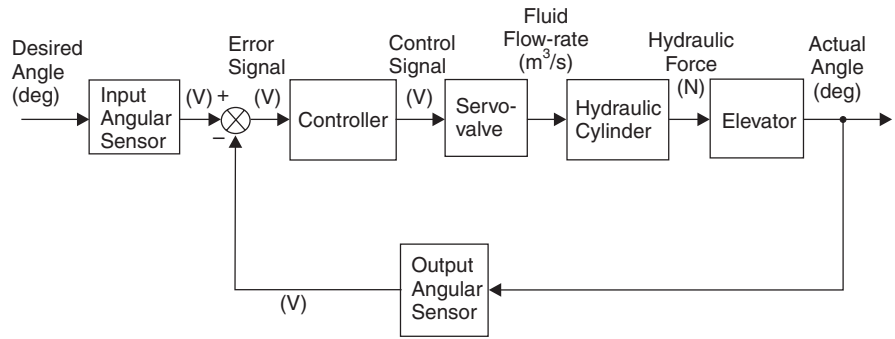 Desired
Angle
(deg)
Input
Angular
Sensor
(V) +
−
Error
Signal
(V)
Controller
Control
Signal
(V)
Servo-
valve
Fluid
Flow-rate
(m³/s)
Hydraulic
Cylinder
Hydraulic
Force
(N)
Elevator
Actual
Angle
(deg)
Output
Angular
Sensor
(V)